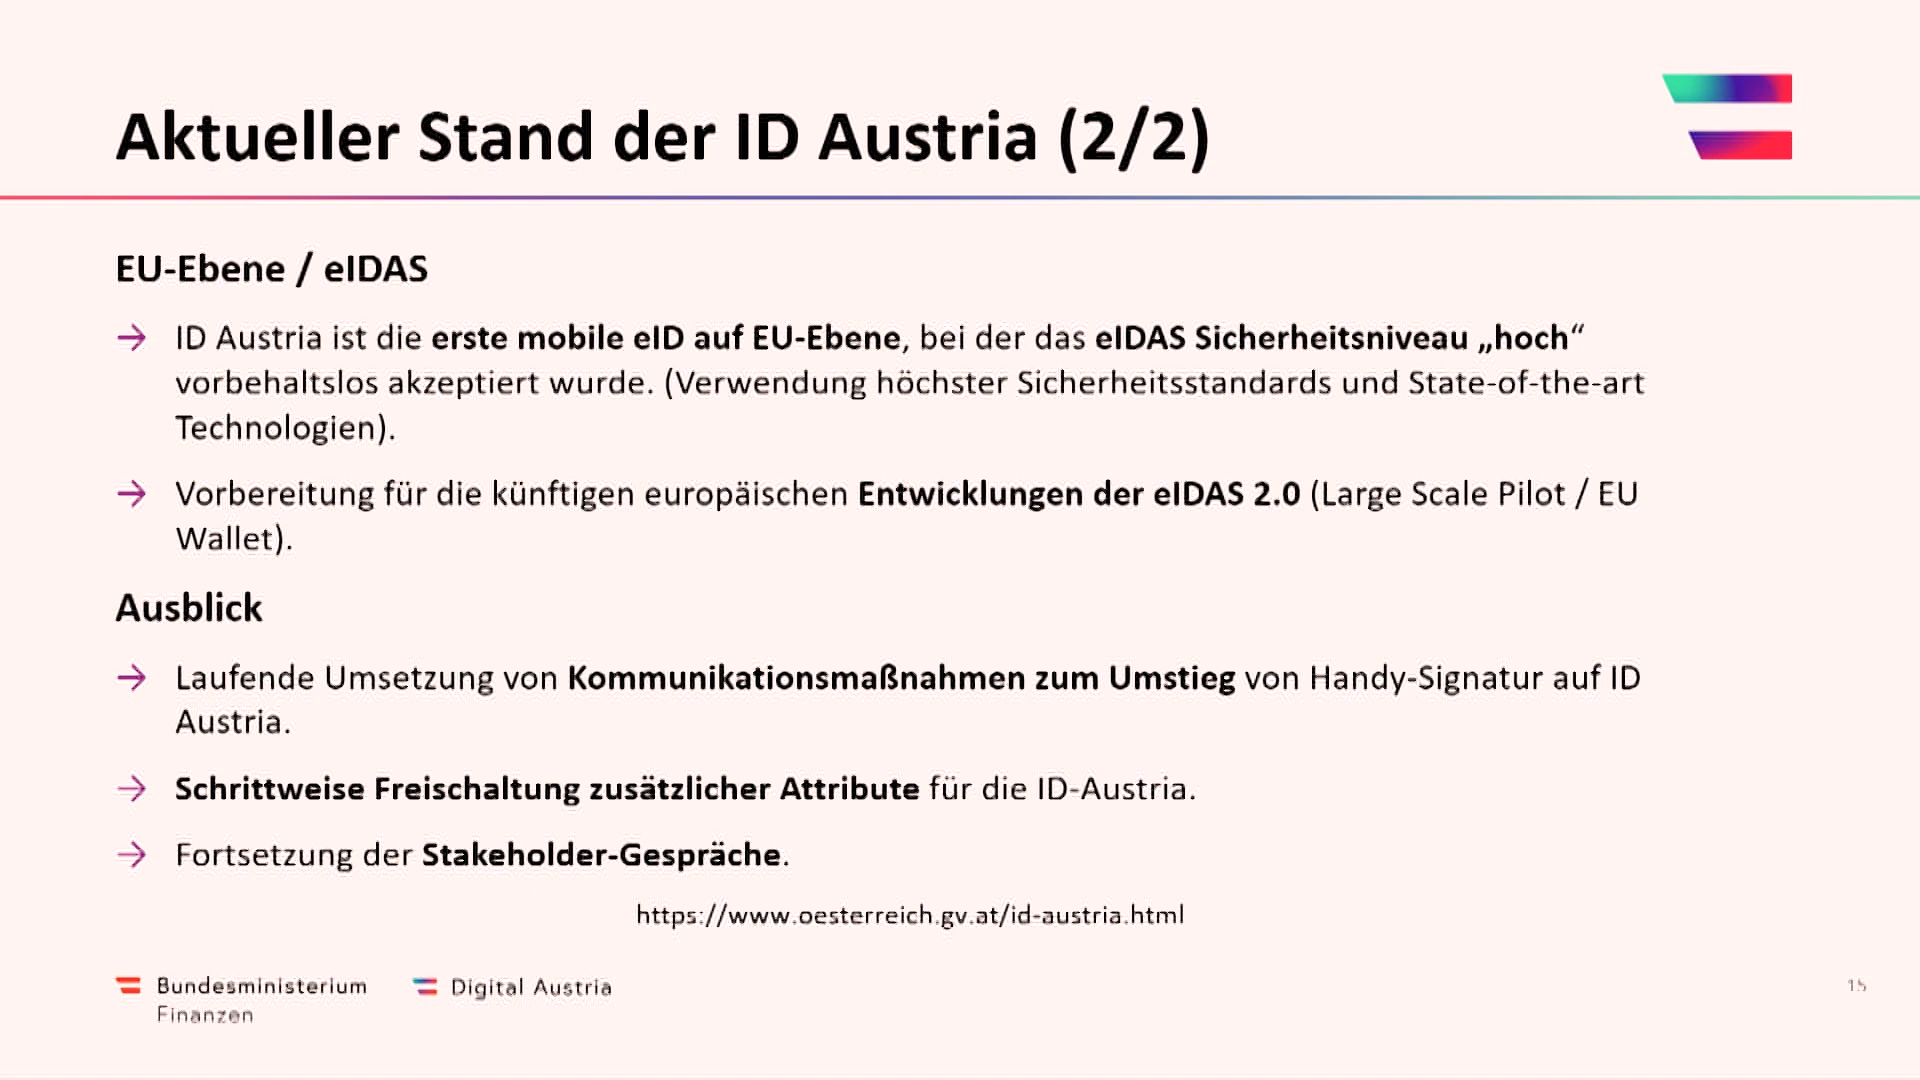 Aktueller Stand der ID Austria (2/2)
EU-Ebene / eIDAS
→ ID Austria ist die erste mobile eID auf EU-Ebene, bei der das eIDAS Sicherheitsniveau „hoch“
vorbehaltslos akzeptiert wurde. (Verwendung höchster Sicherheitsstandards und State-of-the-art
Technologien).
→ Vorbereitung für die künftigen europäischen Entwicklungen der eIDAS 2.0 (Large Scale Pilot / EU
Wallet).
Ausblick
→ Laufende Umsetzung von Kommunikationsmaßnahmen zum Umstieg von Handy-Signatur auf ID
Austria.
→ Schrittweise Freischaltung zusätzlicher Attribute für die ID-Austria.
→ Fortsetzung der Stakeholder-Gespräche.
https://www.oesterreich.gv.at/id-austria.html
Bundesministerium
Finanzen
Digital Austria
15